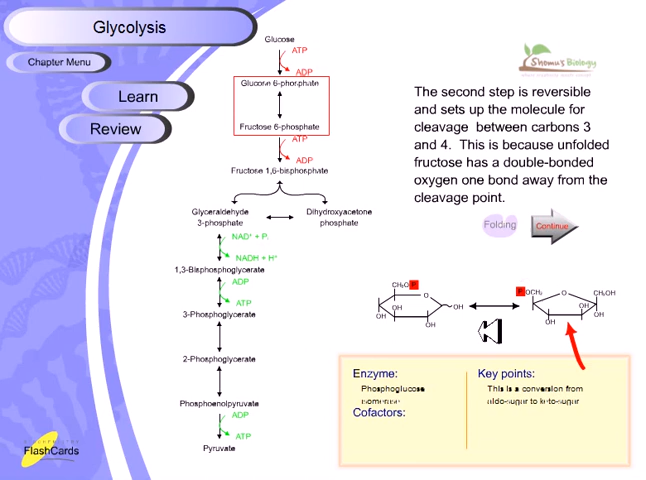 Glycolysis
Chapter Menu
Learn
Review
Glucose
ATP
ADP
Glucose 6-phosphate
Fructose 6-phosphate
ATP
ADP
Fructose 1,6-bisphosphate
Glyceraldehyde
3-phosphate
Dihydroxyacetone
phosphate
NAD⁺ + Pᵢ
NADH + H⁺
1,3-Bisphosphoglycerate
ADP
ATP
3-Phosphoglycerate
2-Phosphoglycerate
Phosphoenolpyruvate
ADP
ATP
Pyruvate
Shomu's Biology
The second step is reversible
and sets up the molecule for
cleavage between carbons 3
and 4. This is because unfolded
fructose has a double-bonded
oxygen one bond away from the
cleavage point.
Folding
Continue
CH₂O P
O
OH
OH
OH
OH
P OCH₂
O
CH₂OH
OH
OH
OH
Enzyme:
Phosphoglucose
isomerase
Cofactors:
Key points:
This is a conversion from
aldo-sugar to keto-sugar
FlashCards